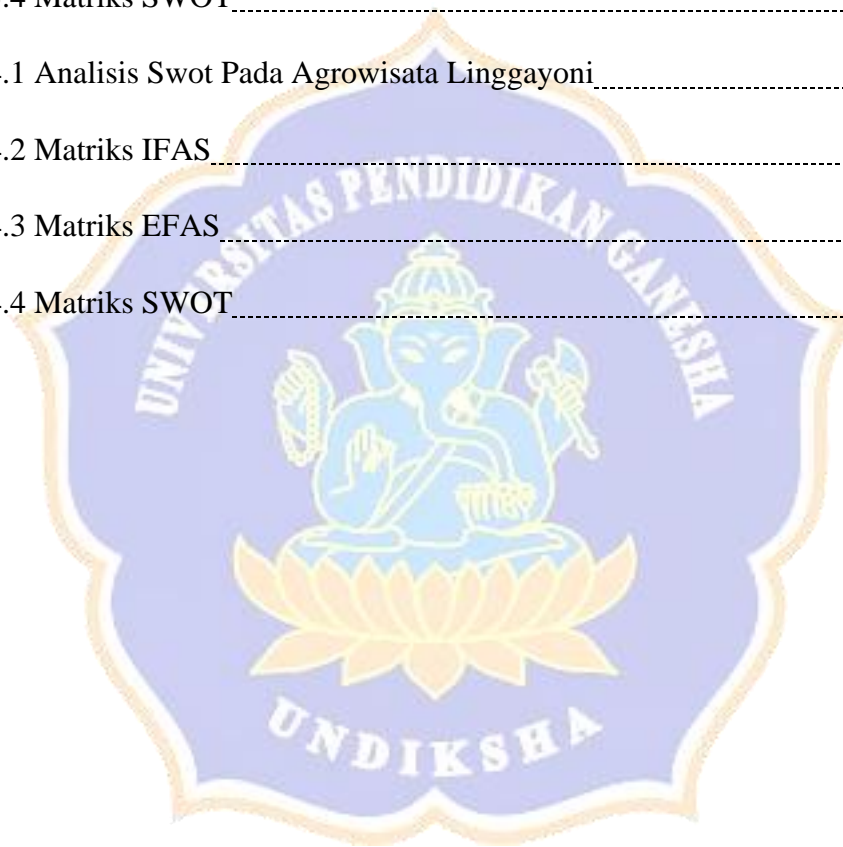 .4 Matriks SWOT
.1 Analisis Swot Pada Agrowisata Linggayoni
.2 Matriks IFAS
.3 Matriks EFAS
.4 Matriks SWOT
UNIVERSITAS PENDIDIKAN GANESHA
UNDIKSHA